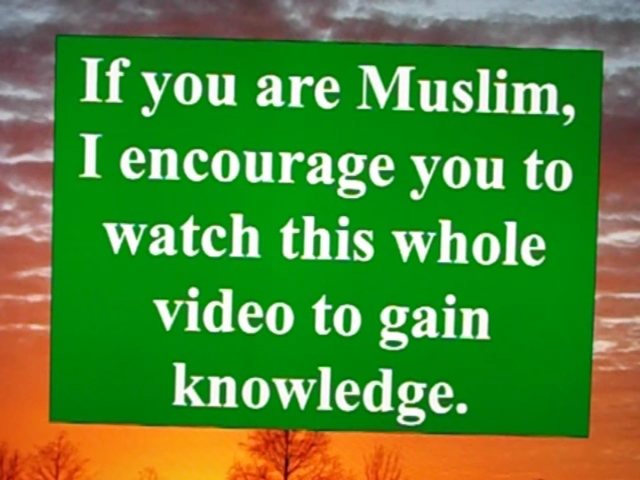 If you are Muslim,
I encourage you to
watch this whole
video to gain
knowledge.